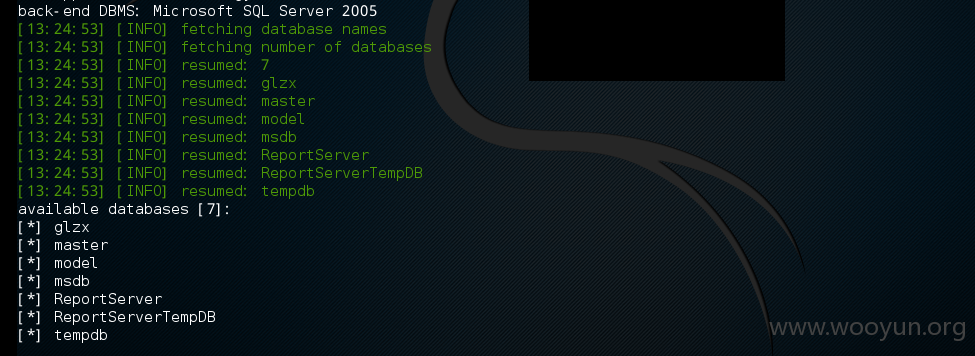 back-end DBMS: Microsoft SQL Server 2005
[13:24:53] [INFO] fetching database names
[13:24:53] [INFO] fetching number of databases
[13:24:53] [INFO] resumed: 7
[13:24:53] [INFO] resumed: glzx
[13:24:53] [INFO] resumed: master
[13:24:53] [INFO] resumed: model
[13:24:53] [INFO] resumed: msdb
[13:24:53] [INFO] resumed: ReportServer
[13:24:53] [INFO] resumed: ReportServerTempDB
[13:24:53] [INFO] resumed: tempdb
available databases [7]:
[*] glzx
[*] master
[*] model
[*] msdb
[*] ReportServer
[*] ReportServerTempDB
[*] tempdb
www.wooyun.org